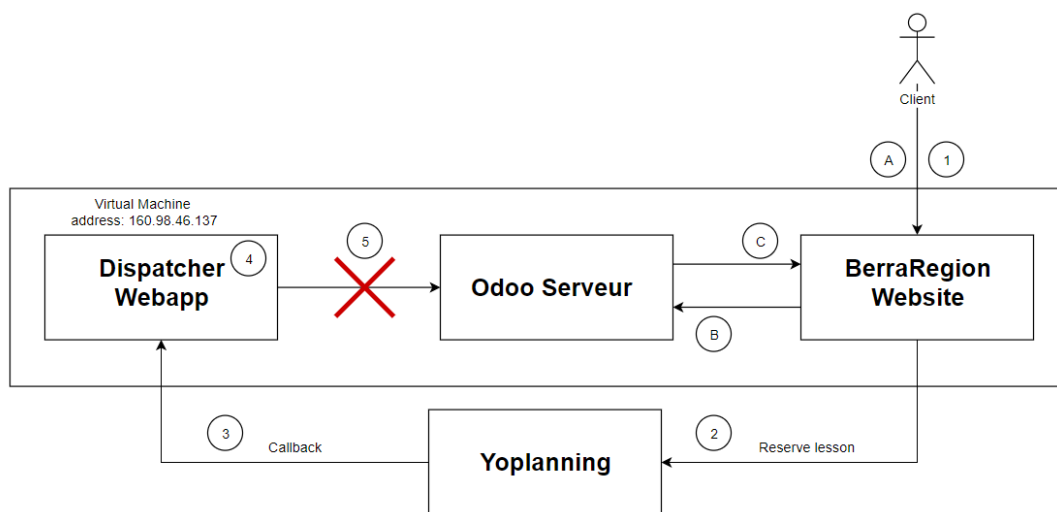 Client
A
1
Virtual Machine
address: 160.98.46.137
Dispatcher
Webapp
4
5
Odoo Serveur
C
B
BerraRegion
Website
3
Callback
Yoplanning
2
Reserve lesson